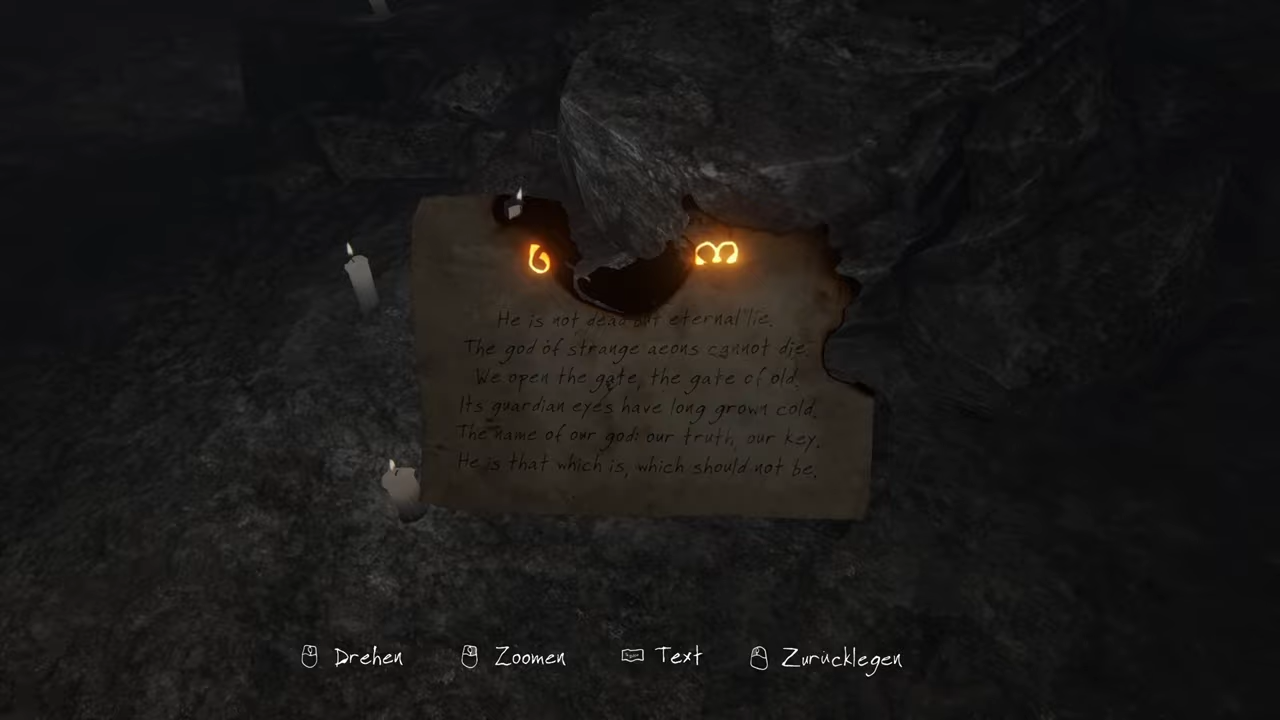 He is not dead but eternal lie.
The god of strange aeons cannot die.
We open the gate, the gate of old.
Its guardian eyes have long grown cold.
The name of our god: our truth, our key.
He is that which is, which should not be.
Drehen Zoomen Text Zurücklegen